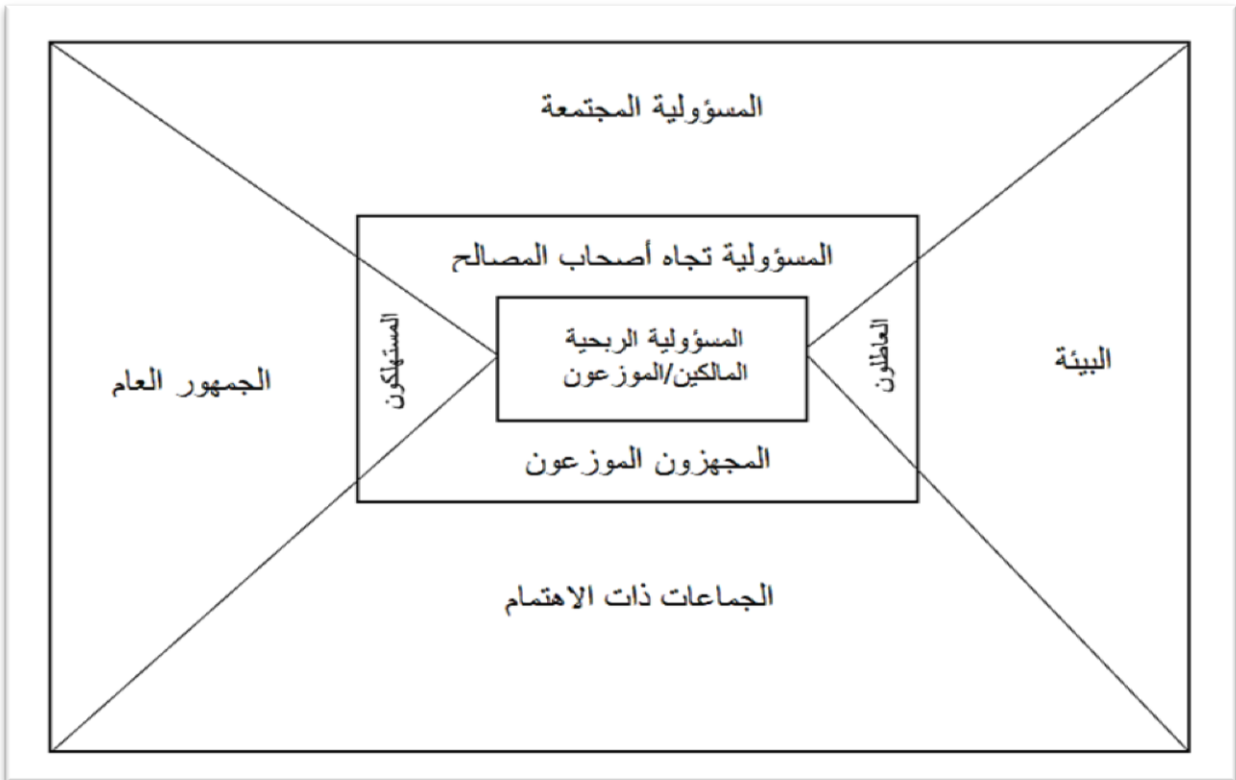 المسؤولية المجتمعة
المسؤولية تجاه أصحاب المصالح
المسؤولية الربحية
المالكين/الموزعون
العاطلون
المستهلكون
البيئة
الجمهور العام
المجهزون الموزعون
الجماعات ذات الاهتمام